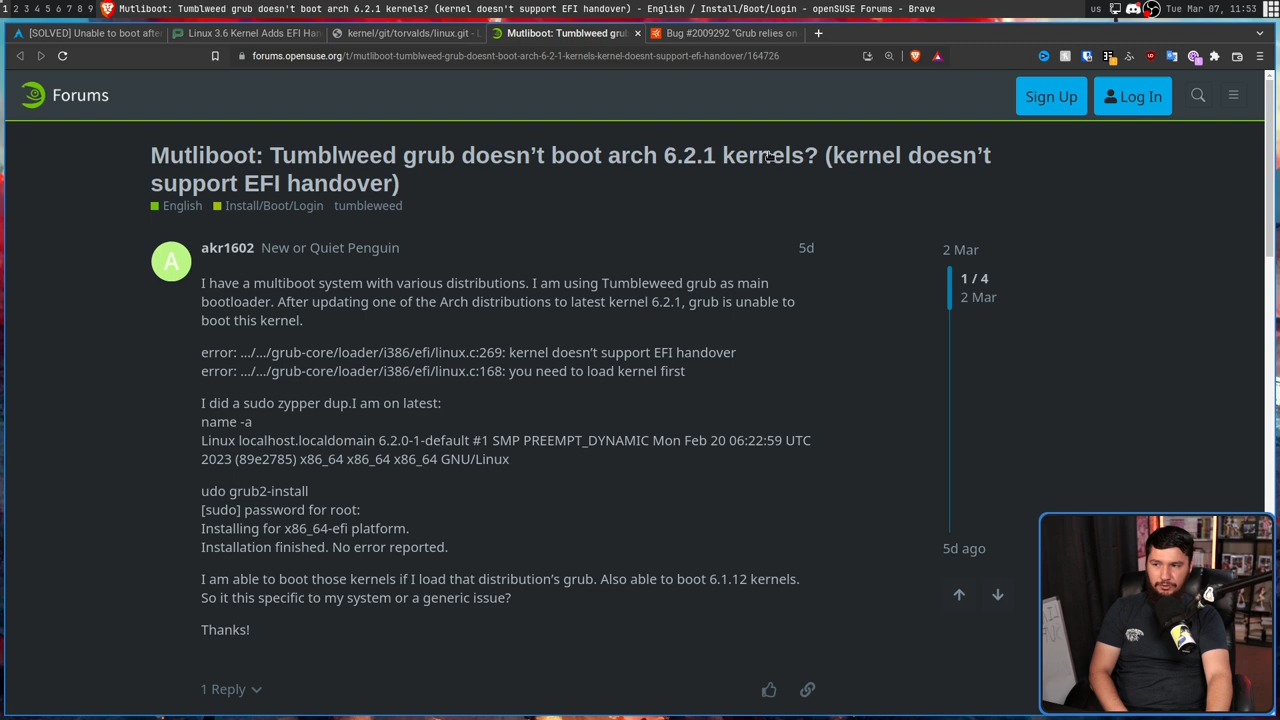 1 2 3 4 5 6 7 8 9 Mutliboot: Tumblweed grub doesn't boot arch 6.2.1 kernels? (kernel doesn't support EFI handover) - English / Install/Boot/Login - openSUSE Forums - Brave us Tue Mar 07, 11:53
[SOLVED] Unable to boot after Linux 3.6 Kernel Adds EFI Han kernel/git/torvalds/linux.git - L Mutliboot: Tumblweed grub Bug #2009292 "Grub relies on
forums.opensuse.org/t/mutliboot-tumblweed-grub-doesnt-boot-arch-6-2-1-kernels-kernel-doesnt-support-efi-handover/164726
Forums
Sign Up
Log In
Mutliboot: Tumblweed grub doesn’t boot arch 6.2.1 kernels? (kernel doesn’t
support EFI handover)
English Install/Boot/Login tumbleweed
akr1602 New or Quiet Penguin 5d
A
I have a multiboot system with various distributions. I am using Tumbleweed grub as main
bootloader. After updating one of the Arch distributions to latest kernel 6.2.1, grub is unable to
boot this kernel.
error: …/…/grub-core/loader/i386/efi/linux.c:269: kernel doesn’t support EFI handover
error: …/…/grub-core/loader/i386/efi/linux.c:168: you need to load kernel first
I did a sudo zypper dup.I am on latest:
name -a
Linux localhost.localdomain 6.2.0-1-default #1 SMP PREEMPT_DYNAMIC Mon Feb 20 06:22:59 UTC
2023 (89e2785) x86_64 x86_64 x86_64 GNU/Linux
udo grub2-install
[sudo] password for root:
Installing for x86_64-efi platform.
Installation finished. No error reported.
I am able to boot those kernels if I load that distribution’s grub. Also able to boot 6.1.12 kernels.
So it this specific to my system or a generic issue?
Thanks!
1 Reply
2 Mar
1 / 4
2 Mar
5d ago